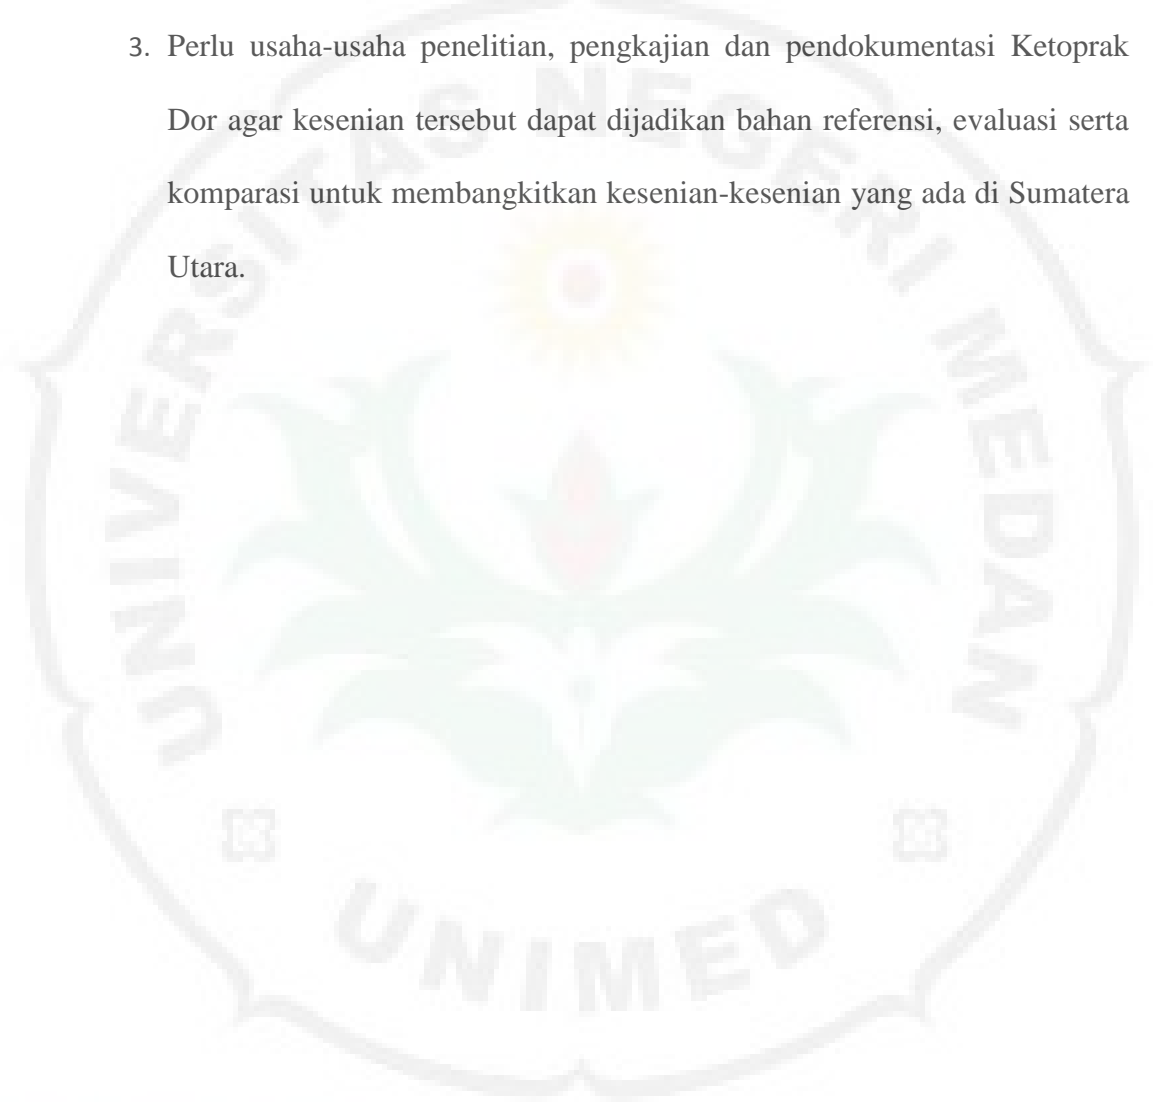 3. Perlu usaha-usaha penelitian, pengkajian dan pendokumentasi Ketoprak
Dor agar kesenian tersebut dapat dijadikan bahan referensi, evaluasi serta
komparasi untuk membangkitkan kesenian-kesenian yang ada di Sumatera
Utara.
UNIVERSITAS NEGERI MEDAN
UNIMED